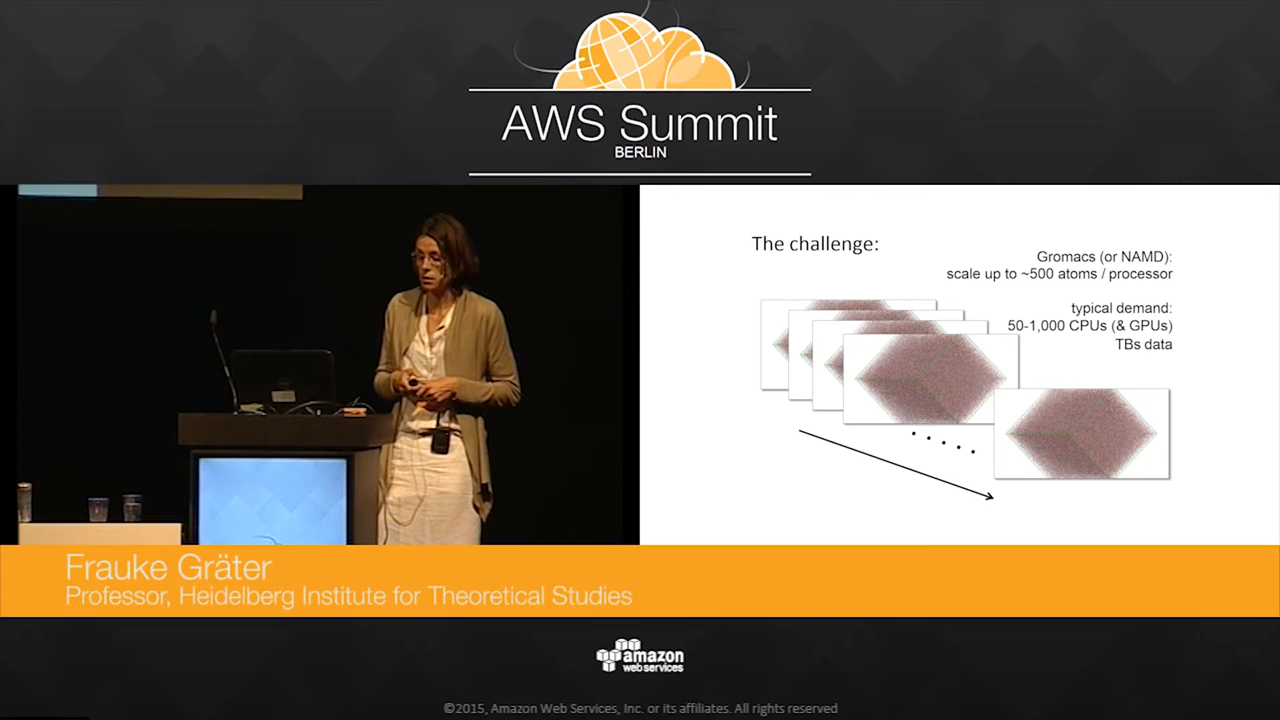 AWS Summit
BERLIN
The challenge:
Gromacs (or NAMD):
scale up to ~500 atoms / processor
typical demand:
50-1,000 CPUs (& GPUs)
TBs data
Frauke Gräter
Professor, Heidelberg Institute for Theoretical Studies
amazon
web services
©2015, Amazon Web Services, Inc. or its affiliates. All rights reserved